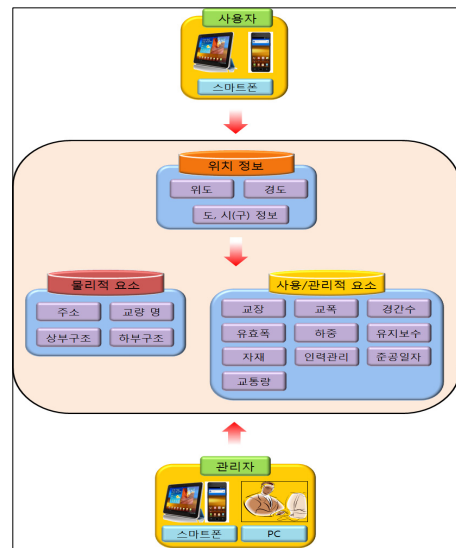 사용자
스마트폰
위치 정보
위도 경도
도, 시(구) 정보
물리적 요소
주소 교량 명
상부구조 하부구조
사용/관리적 요소
교장 교폭 경간수
유효폭 하중 유지보수
자재 인력관리 준공일자
교통량
관리자
스마트폰 PC